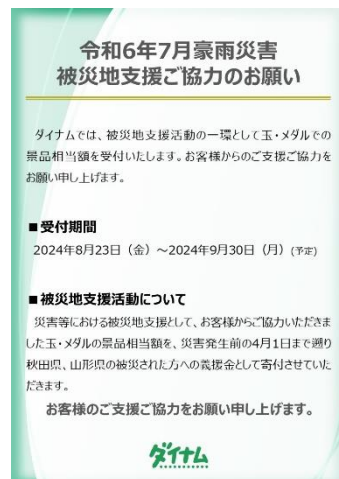 令和6年7月豪雨災害
被災地支援ご協力のお願い
ダイナムでは、被災地支援活動の一環として玉・メダルでの
景品相当額を受付いたします。お客様からのご支援ご協力を
お願い申し上げます。
■受付期間
2024年8月23日（金）～2024年9月30日（月）(予定)
■被災地支援活動について
災害等における被災地支援として、お客様からご協力いただきま
した玉・メダルの景品相当額を、災害発生前の4月1日まで遡り
秋田県、山形県の被災された方への義援金として寄付させていた
だきます。
お客様のご支援ご協力をお願い申し上げます。
ダイナム